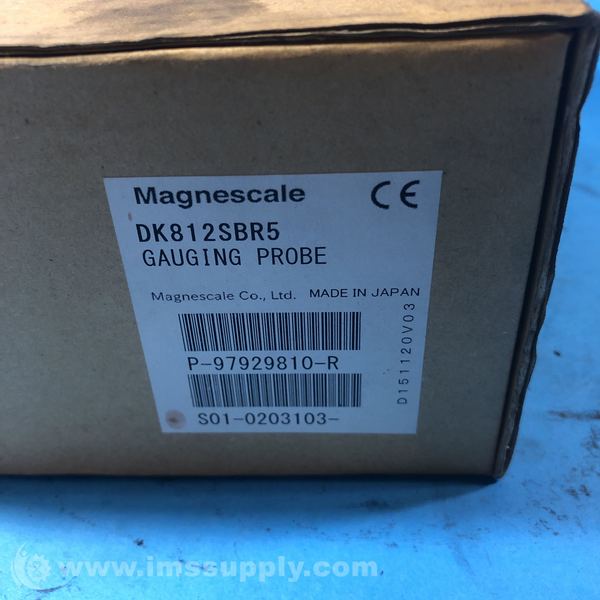 Magnescale CE
DK812SBR5
GAUGING PROBE
Magnescale Co., Ltd. MADE IN JAPAN
P-97929810-R
S01-0203103-
D151120V03
www.imssupply.com